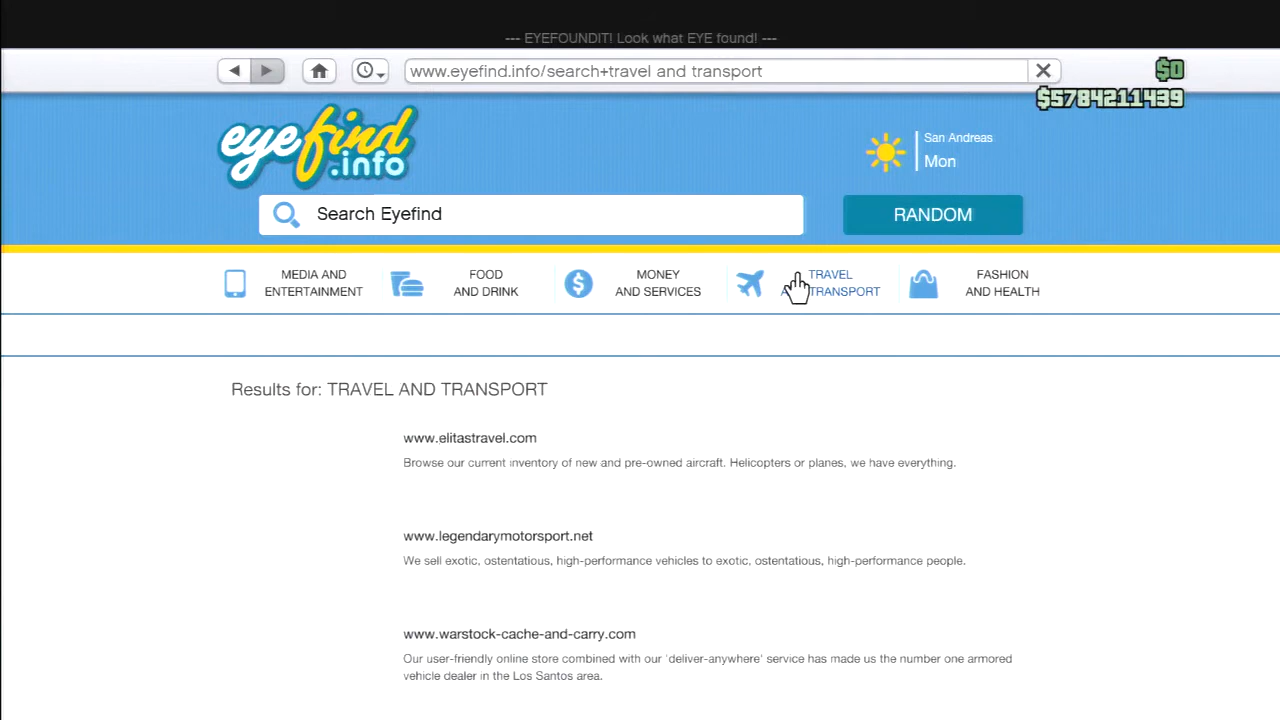 --- EYEFOUNDIT! Look what EYE found! ---
www.eyefind.info/search+travel and transport
$0
$5784211439
eyefind
.info
San Andreas
Mon
Search Eyefind
RANDOM
MEDIA AND
ENTERTAINMENT
FOOD
AND DRINK
MONEY
AND SERVICES
TRAVEL
TRANSPORT
FASHION
AND HEALTH
Results for: TRAVEL AND TRANSPORT
www.elitastravel.com
Browse our current inventory of new and pre-owned aircraft. Helicopters or planes, we have everything.
www.legendarymotorsport.net
We sell exotic, ostentatious, high-performance vehicles to exotic, ostentatious, high-performance people.
www.warstock-cache-and-carry.com
Our user-friendly online store combined with our 'deliver-anywhere' service has made us the number one armored
vehicle dealer in the Los Santos area.